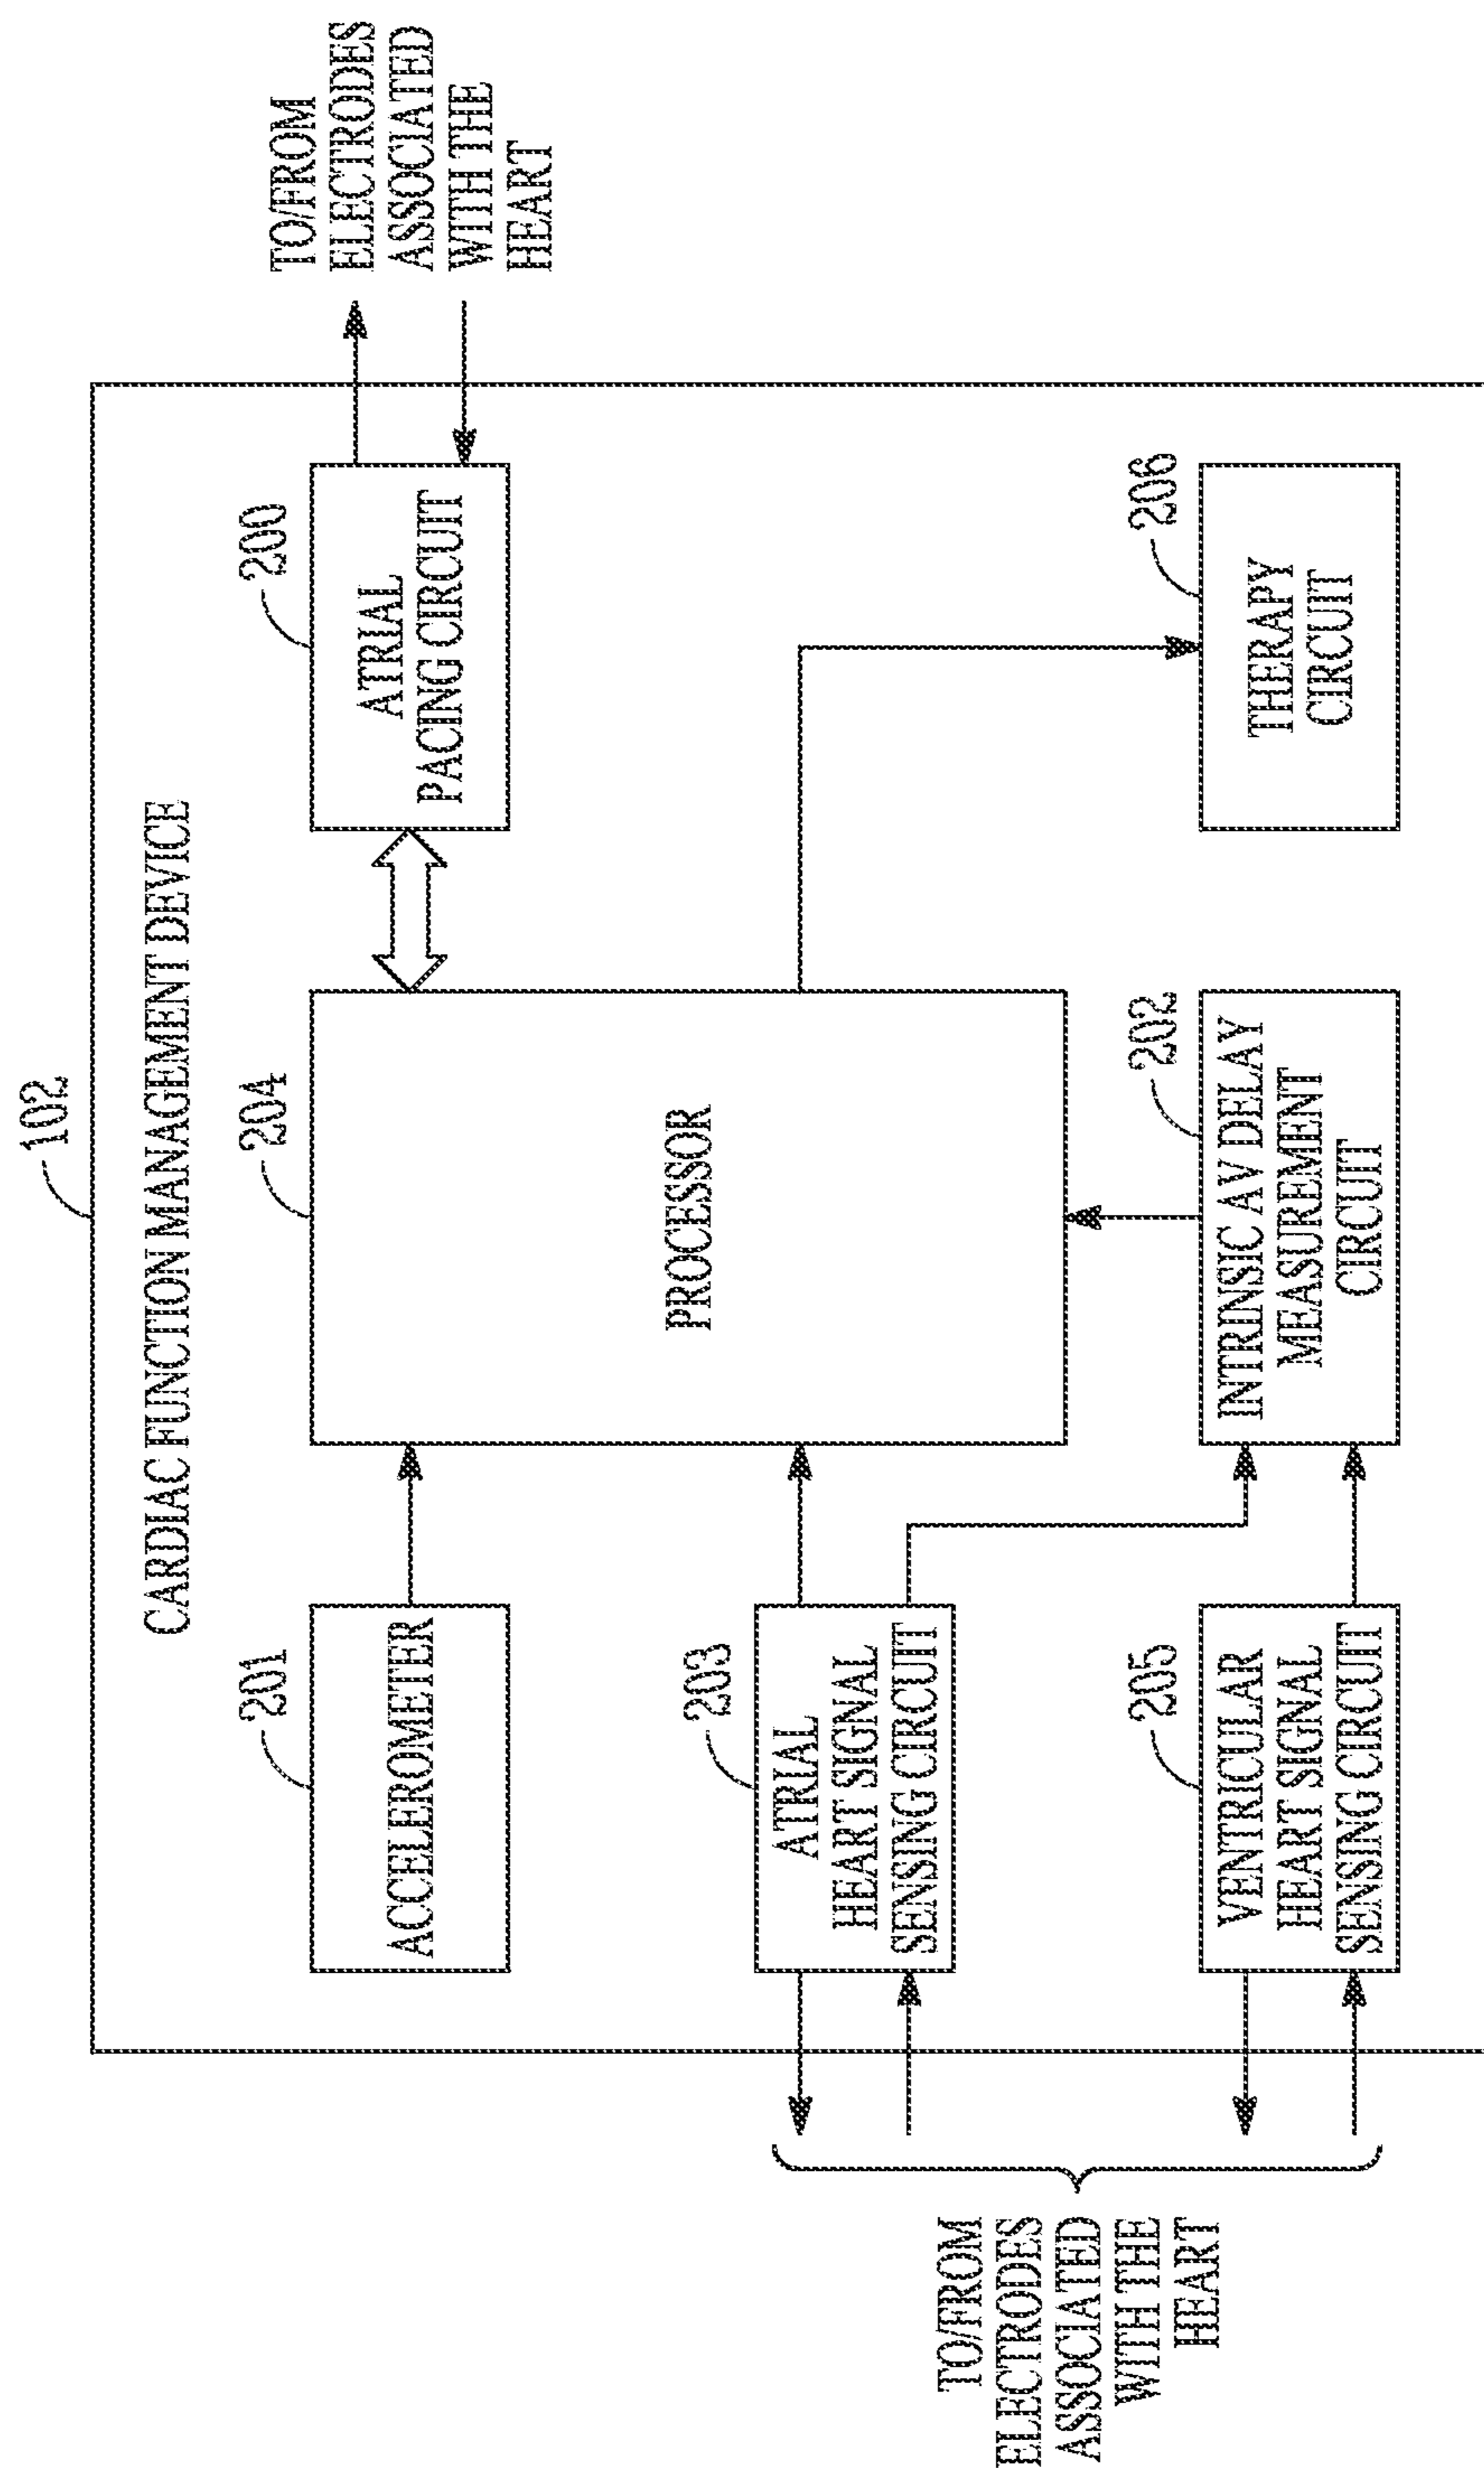 102
CARDIAC FUNCTION MANAGEMENT DEVICE
201
ACCELEROMETER
204
PROCESSOR
200
ATRIAL
PACING CIRCUIT
TO/FROM
ELECTRODES
ASSOCIATED
WITH THE
HEART
203
ATRIAL
HEART SIGNAL
SENSING CIRCUIT
TO/FROM
ELECTRODES
ASSOCIATED
WITH THE
HEART
205
VENTRICULAR
HEART SIGNAL
SENSING CIRCUIT
202
INTRINSIC AV DELAY
MEASUREMENT
CIRCUIT
206
THERAPY
CIRCUIT